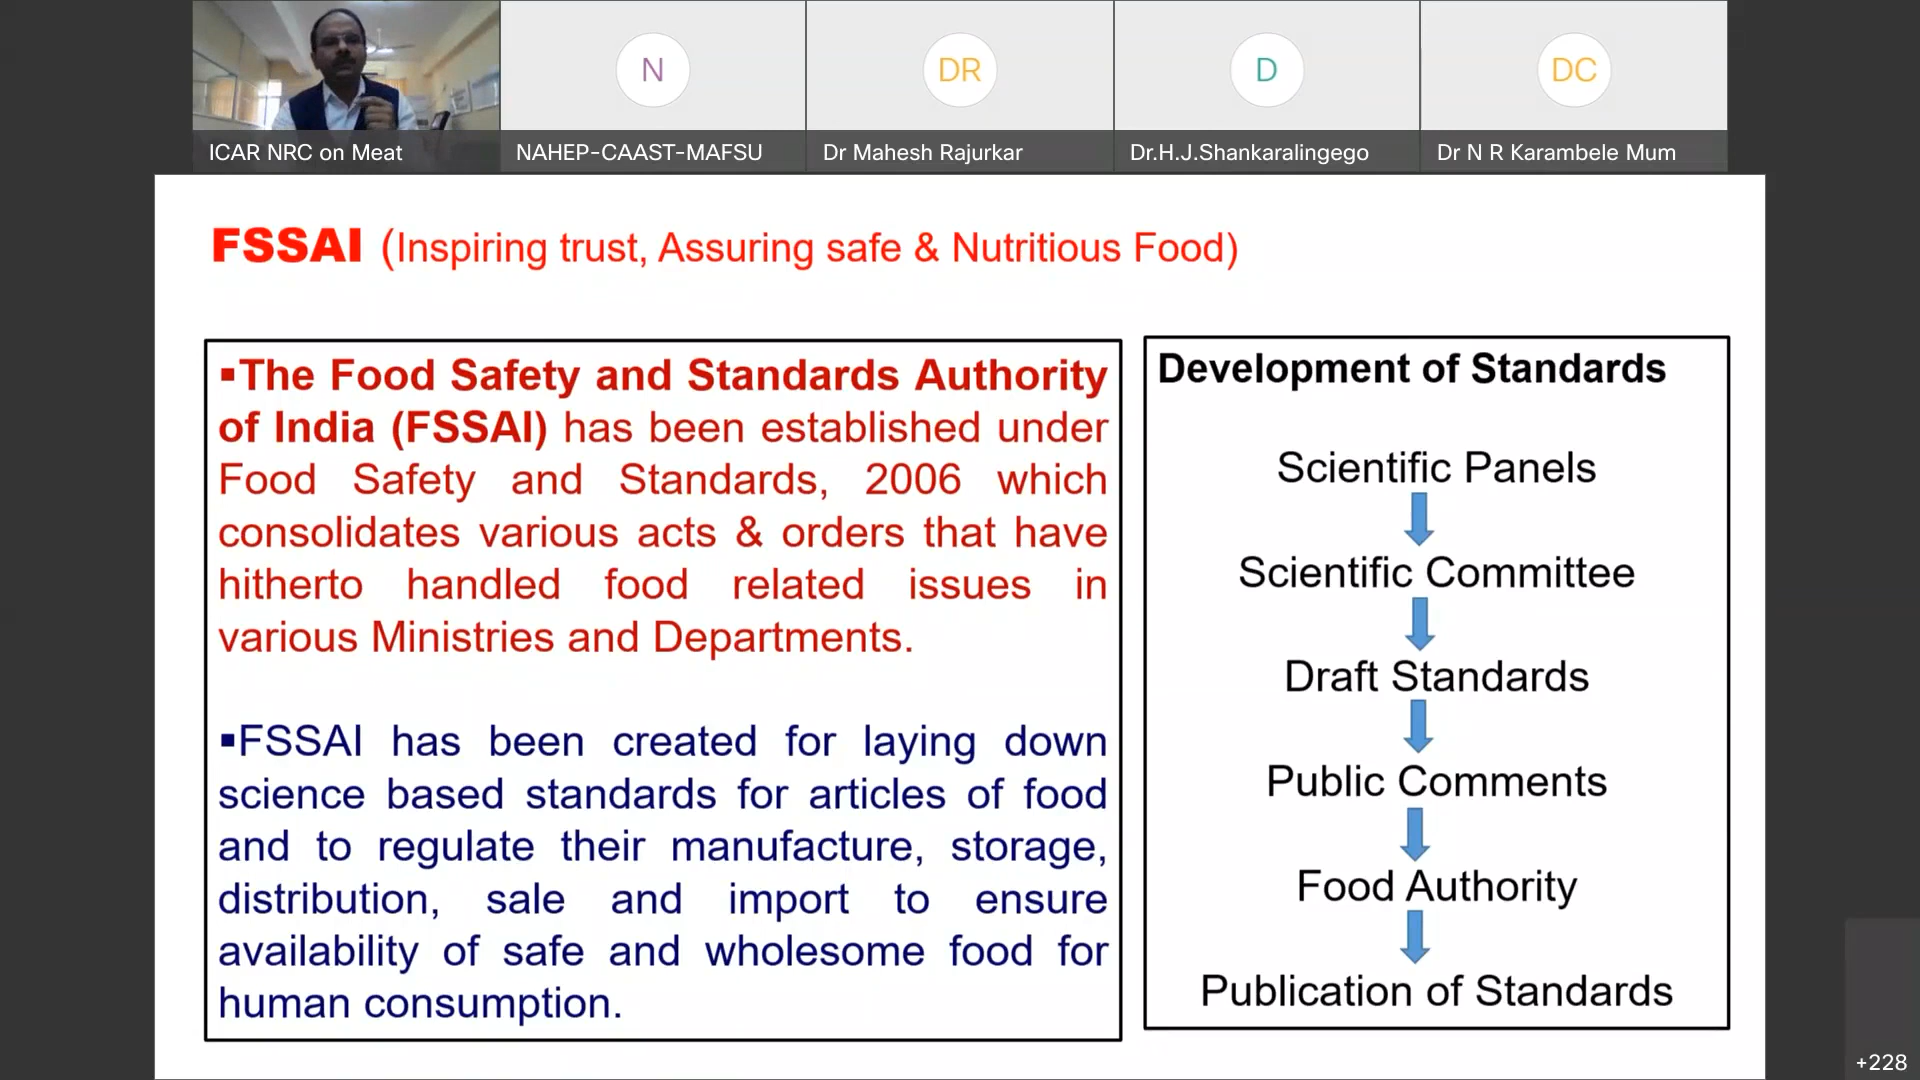 N
DR
D
DC
ICAR NRC on Meat
NAHEP-CAAST-MAFSU
Dr Mahesh Rajurkar
Dr.H.J.Shankaralingego
Dr N R Karambele Mum
FSSAI (Inspiring trust, Assuring safe & Nutritious Food)
▪The Food Safety and Standards Authority
of India (FSSAI) has been established under
Food Safety and Standards, 2006 which
consolidates various acts & orders that have
hitherto handled food related issues in
various Ministries and Departments.
▪FSSAI has been created for laying down
science based standards for articles of food
and to regulate their manufacture, storage,
distribution, sale and import to ensure
availability of safe and wholesome food for
human consumption.
Development of Standards
Scientific Panels
Scientific Committee
Draft Standards
Public Comments
Food Authority
Publication of Standards
+228